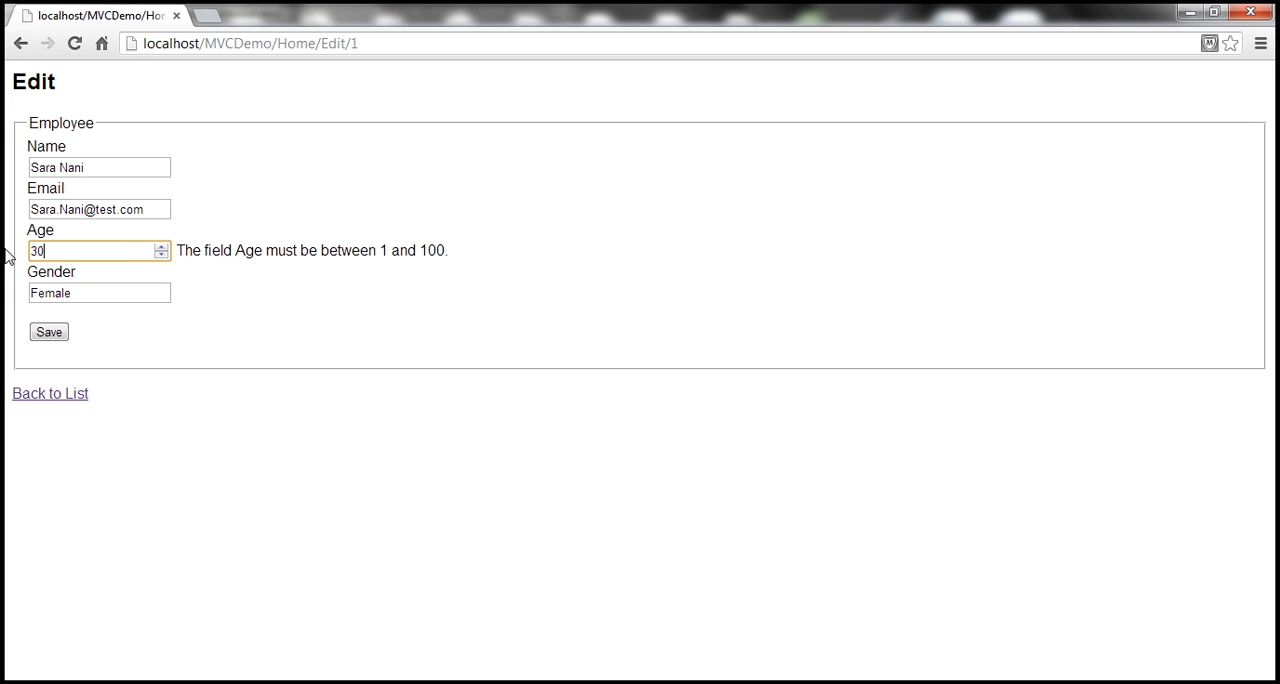 localhost/MVCDemo/Hor
localhost/MVCDemo/Home/Edit/1
Edit
Employee
Name
Sara Nani
Email
Sara.Nani@test.com
Age
30 The field Age must be between 1 and 100.
Gender
Female
Save
Back to List